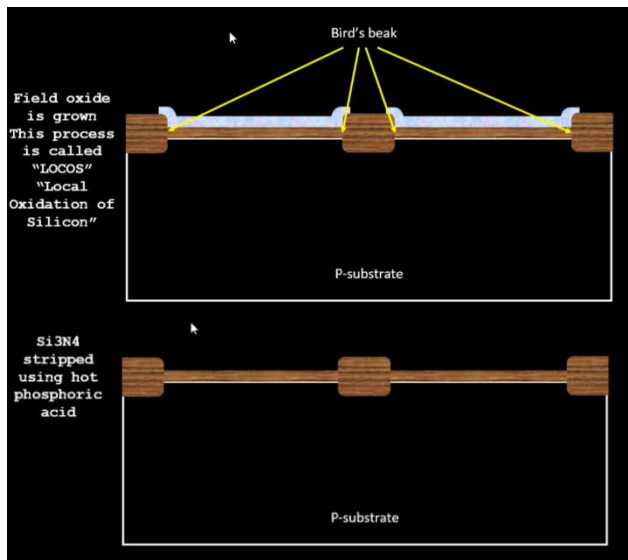 Bird's beak
Field oxide
is grown
This process
is called
“LOCOS”
“Local
Oxidation of
Silicon”
P-substrate
Si3N4
stripped
using hot
phosphoric
acid
P-substrate